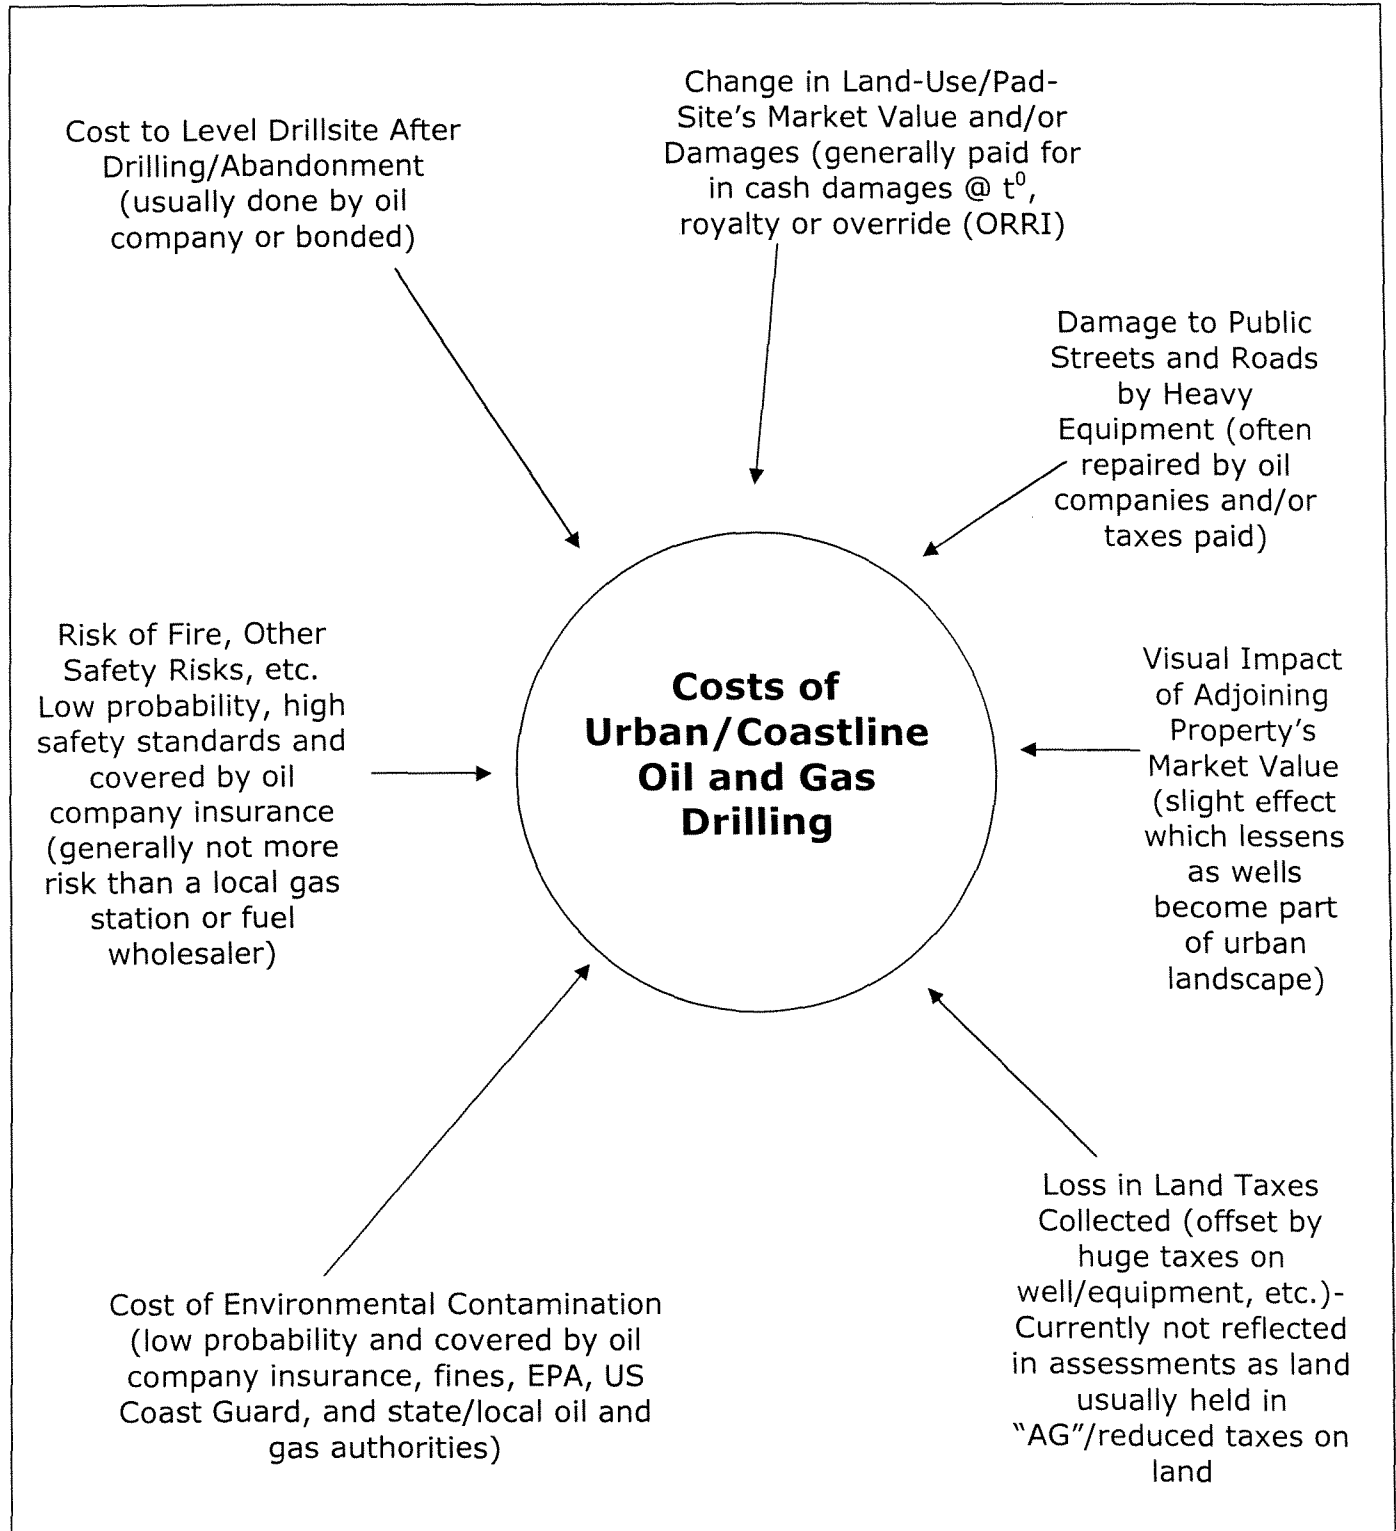 Cost to Level Drillsite After
Drilling/Abandonment
(usually done by oil
company or bonded)
Change in Land-Use/Pad-
Site's Market Value and/or
Damages (generally paid for
in cash damages @ t⁰,
royalty or override (ORRI)
Damage to Public
Streets and Roads
by Heavy
Equipment (often
repaired by oil
companies and/or
taxes paid)
Risk of Fire, Other
Safety Risks, etc.
Low probability, high
safety standards and
covered by oil
company insurance
(generally not more
risk than a local gas
station or fuel
wholesaler)
Costs of
Urban/Coastline
Oil and Gas
Drilling
Visual Impact
of Adjoining
Property's
Market Value
(slight effect
which lessens
as wells
become part
of urban
landscape)
Cost of Environmental Contamination
(low probability and covered by oil
company insurance, fines, EPA, US
Coast Guard, and state/local oil and
gas authorities)
Loss in Land Taxes
Collected (offset by
huge taxes on
well/equipment, etc.)-
Currently not reflected
in assessments as land
usually held in
"AG"/reduced taxes on
land